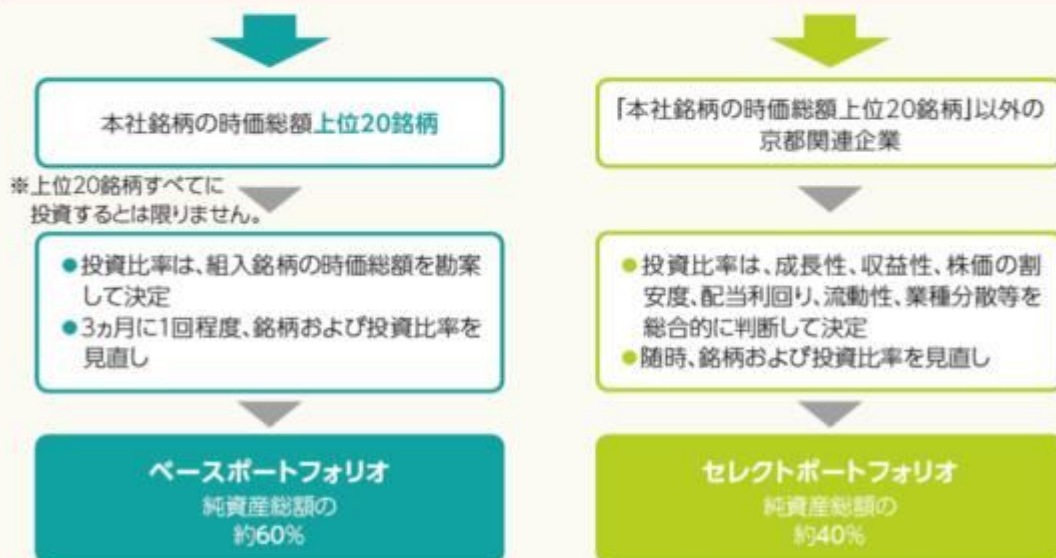 本社銘柄の時価総額上位20銘柄
※上位20銘柄すべてに
投資するとは限りません。
●投資比率は、組入銘柄の時価総額を勘案
して決定
●3ヵ月に1回程度、銘柄および投資比率を
見直し
ベースポートフォリオ
純資産総額の
約60%
「本社銘柄の時価総額上位20銘柄」以外の
京都関連企業
●投資比率は、成長性、収益性、株価の割
安度、配当利回り、流動性、業種分散等を
総合的に判断して決定
●随時、銘柄および投資比率を見直し
セレクトポートフォリオ
純資産総額の
約40%